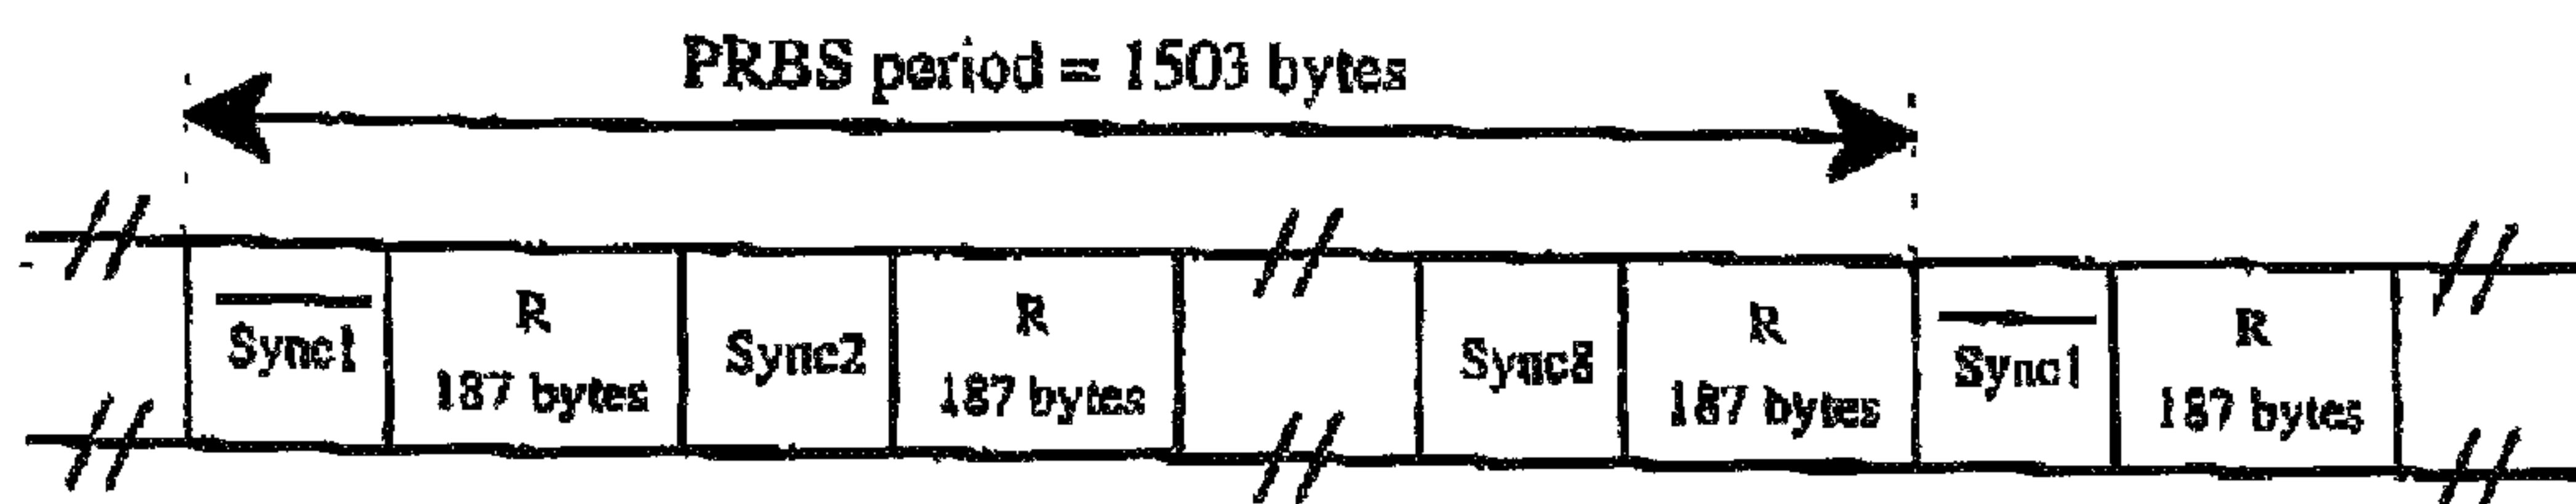 PRBS period = 1503 bytes
Sync1
R
187 bytes
Sync2
R
187 bytes
Sync8
R
187 bytes
Sync1
R
187 bytes